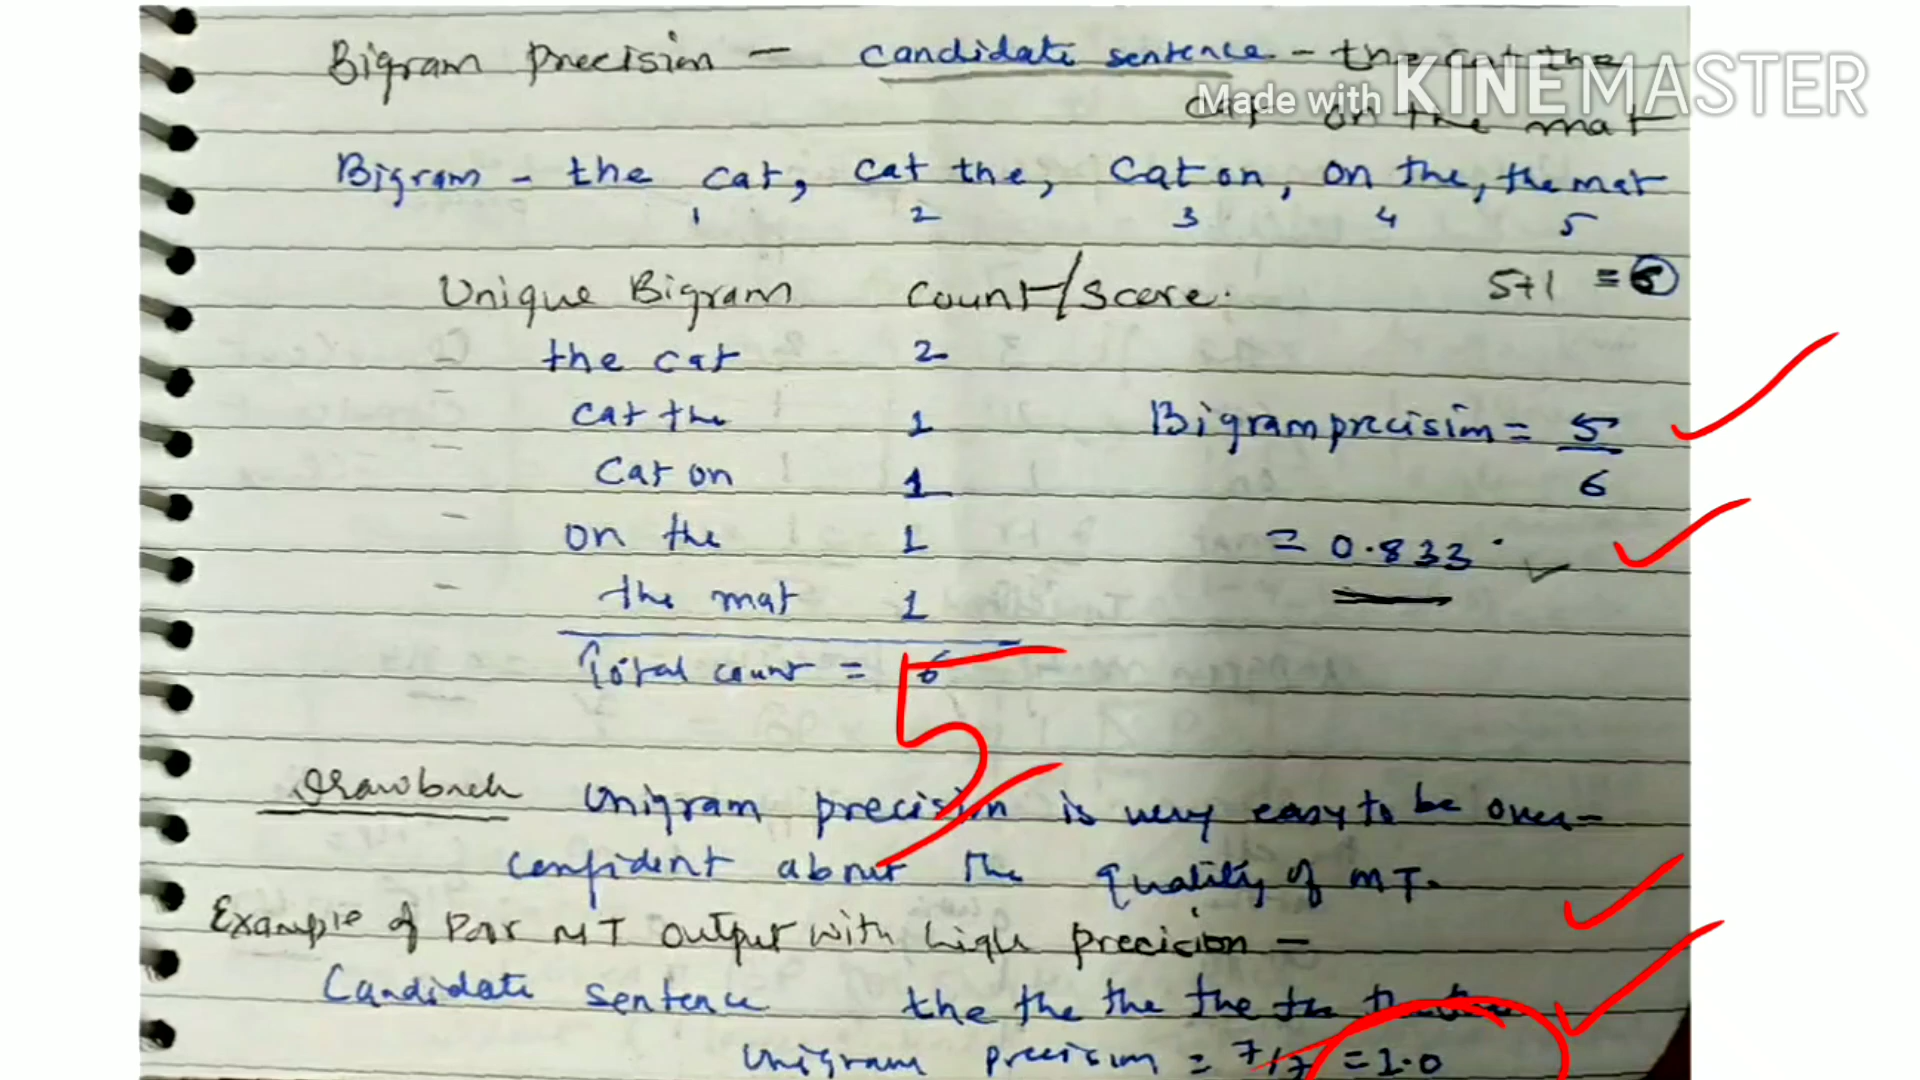 Bigram Precision - candidate sentence - the cat the
cat on the mat
Made with KINEMASTER
Bigram - the cat, cat the, Cat on, on the, the mat
1 2 3 4 5
5+1 = 6
Unique Bigram Count/Score.
the cat 2
cat the 1
Bigram precision = 5/6
Cat on 1
on the 1
= 0.833
the mat 1
Total count = 6
5
Drawback Unigram precision is very easy to be over-
confident about the quality of MT.
Example of Poor MT output with high precision -
Candidate sentence the the the the the the the
Unigram precision = 7/7 = 1.0